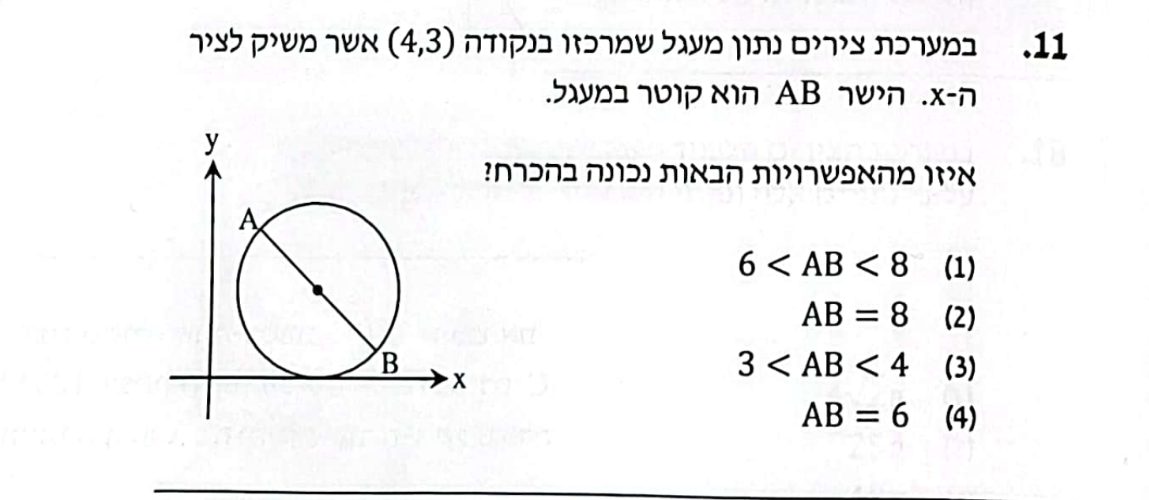 11. במערכת צירים נתון מעגל שמרכזו בנקודה (4,3) אשר משיק לציר
ה-x. הישר AB הוא קוטר במעגל.
איזו מהאפשרויות הבאות נכונה בהכרח?
(1) 6 < AB < 8
(2) AB = 8
(3) 3 < AB < 4
(4) AB = 6
y
A
B
x